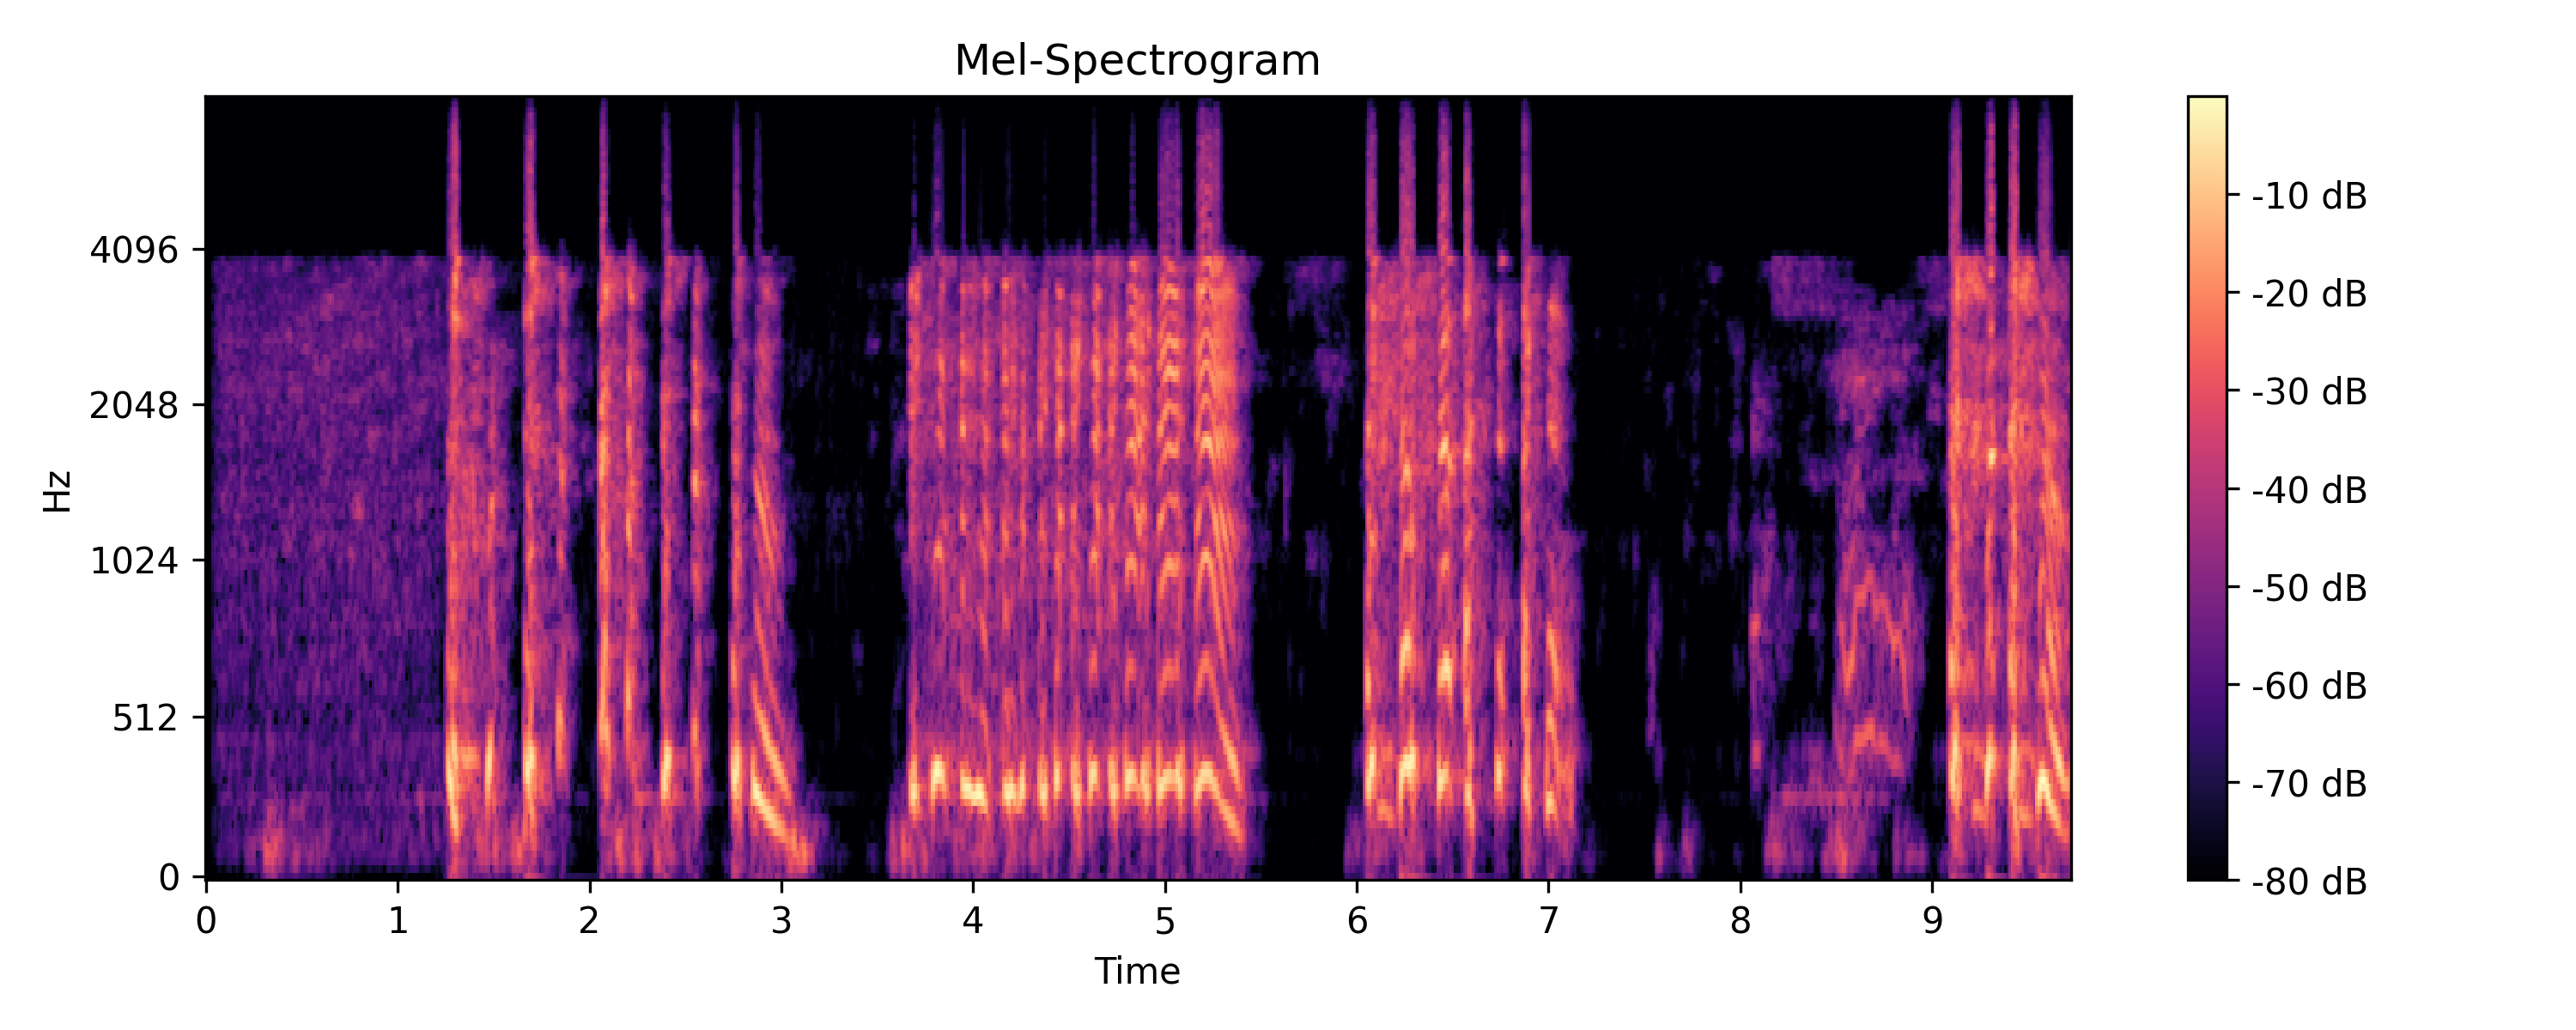 Mel-Spectrogram
4096
2048
1024
512
0
Hz
0 1 2 3 4 5 6 7 8 9
Time
-10 dB
-20 dB
-30 dB
-40 dB
-50 dB
-60 dB
-70 dB
-80 dB